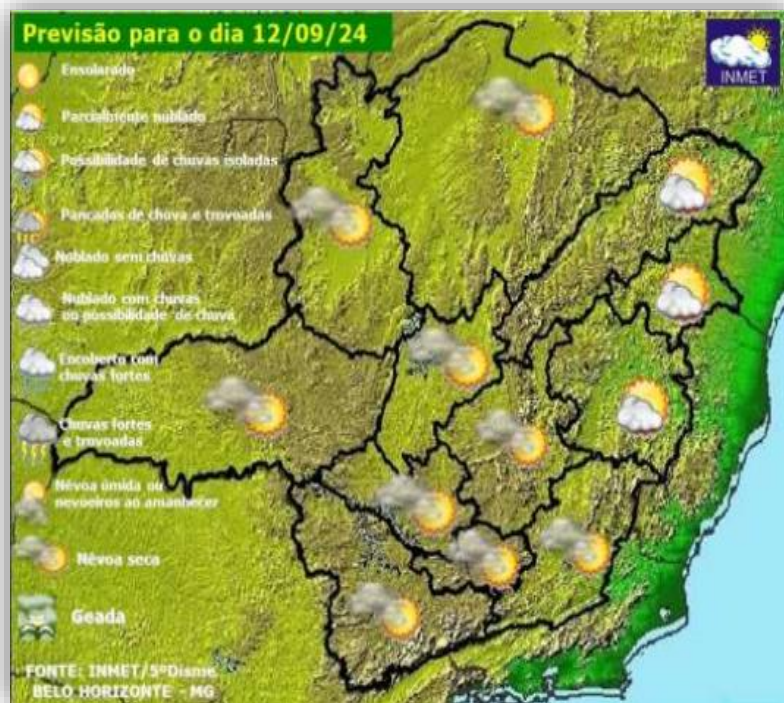 Previsão para o dia 12/09/24
INMET
Ensolarado
Parcialmente nublado
Possibilidade de chuvas isoladas
Pancadas de chuva e trovoadas
Noblado sem chuvas
Nublado com chuvas
ou possibilidade de chuva
Encoberto com
chuvas fortes
Chuvas fortes
e trovoadas
Névoa úmida ou
nevoeiros ao amanhecer
Névoa seca
Geada
FONTE: INMET/5ºDisme
BELO HORIZONTE - MG